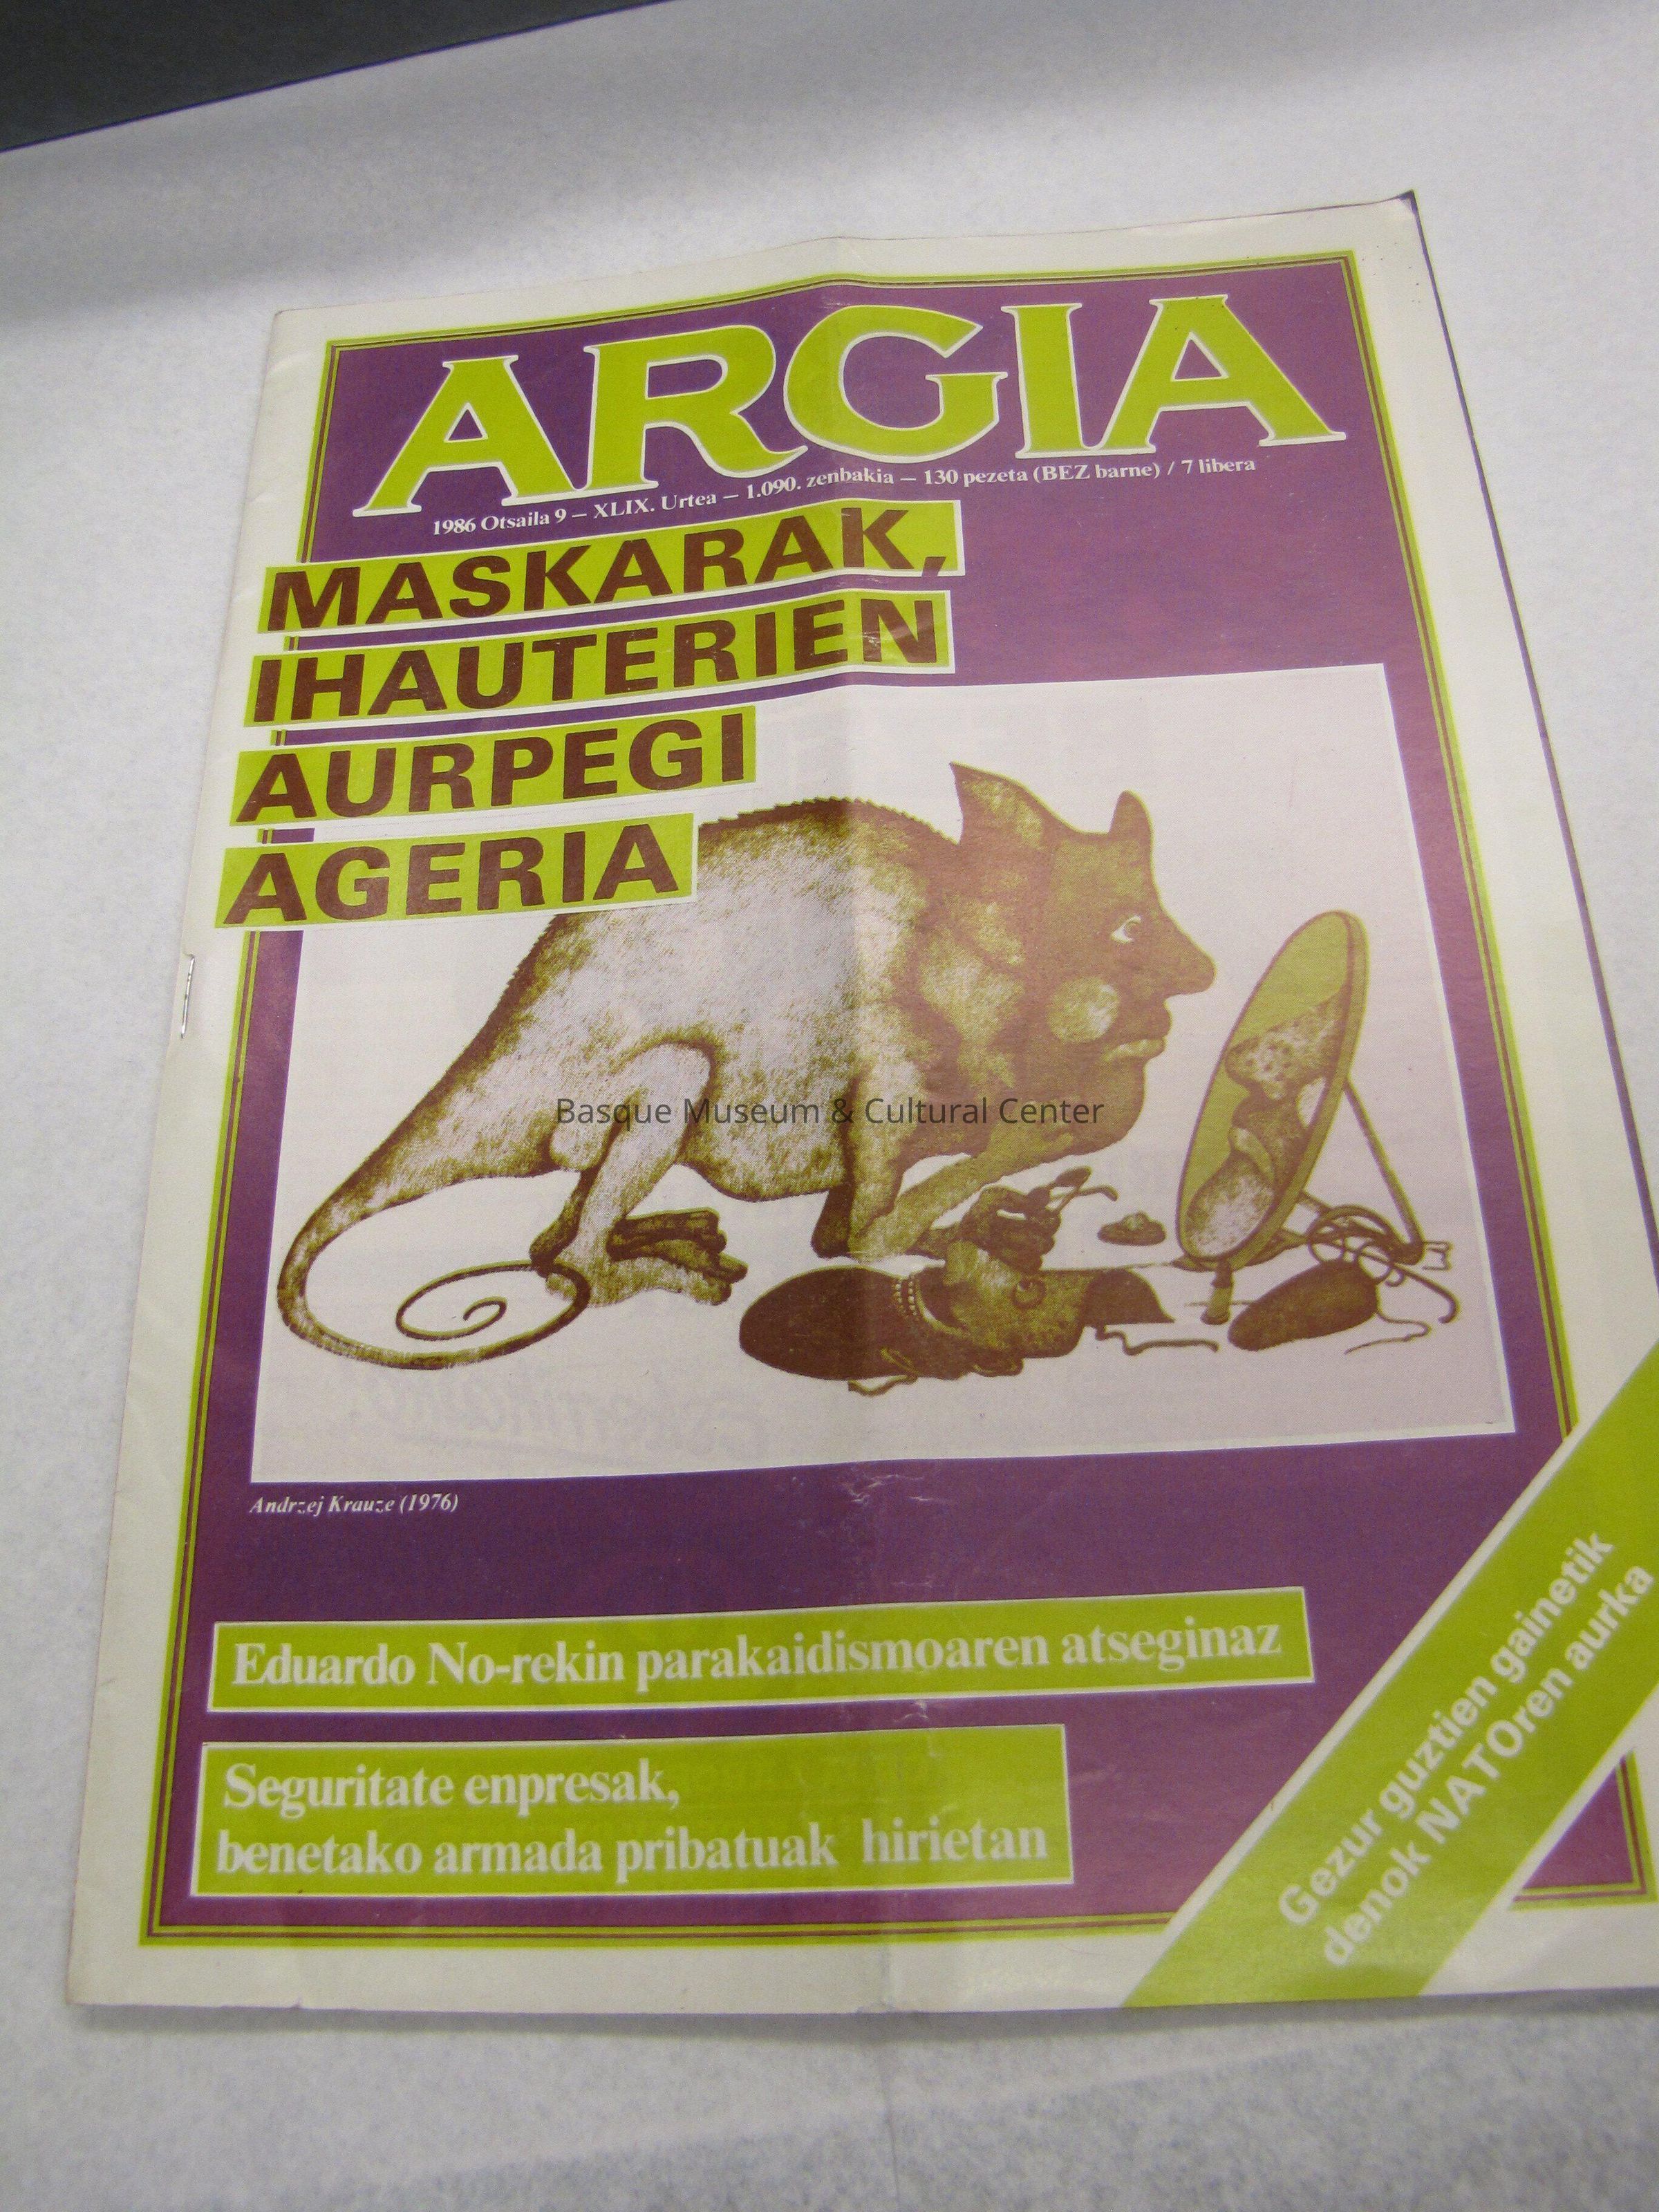 ARGIA
1986 Otsaila 9 – XLIX. Urtea – 1.090. zenbakia – 130 pezeta (BEZ barne) / 7 libera
MASKARAK,
IHAUTERIEN
AURPEGI
AGERIA
Basque Museum & Cultural Center
Andrzej Krauze (1976)
Eduardo No-rekin parakaidismoaren atseginaz
Seguritate enpresak,
benetako armada pribatuak hirietan
Gezur guztien gainetik
denok NATOren aurka